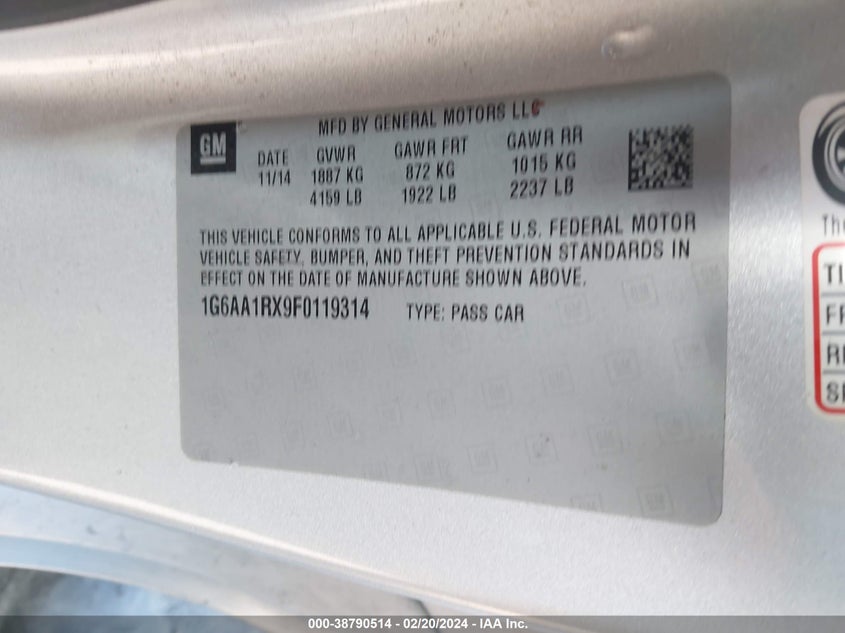 GM
MFD BY GENERAL MOTORS LLC
DATE GVWR GAWR FRT GAWR RR
11/14 1887 KG 872 KG 1015 KG
4159 LB 1922 LB 2237 LB
THIS VEHICLE CONFORMS TO ALL APPLICABLE U.S. FEDERAL MOTOR
VEHICLE SAFETY, BUMPER, AND THEFT PREVENTION STANDARDS IN
EFFECT ON THE DATE OF MANUFACTURE SHOWN ABOVE.
1G6AA1RX9F0119314 TYPE: PASS CAR
000-38790514 - 02/20/2024 - IAA Inc.